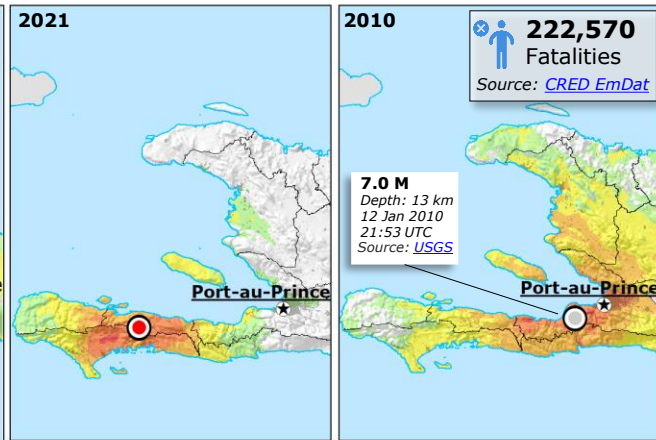 2021
Port-au-Prince
2010
222,570
Fatalities
Source: CRED EmDat
7.0 M
Depth: 13 km
12 Jan 2010
21:53 UTC
Source: USGS
Port-au-Prince